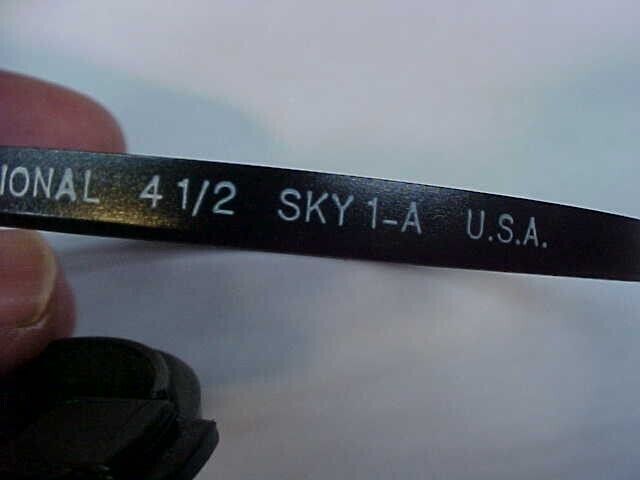 IONAL 4 1/2 SKY 1-A U.S.A.